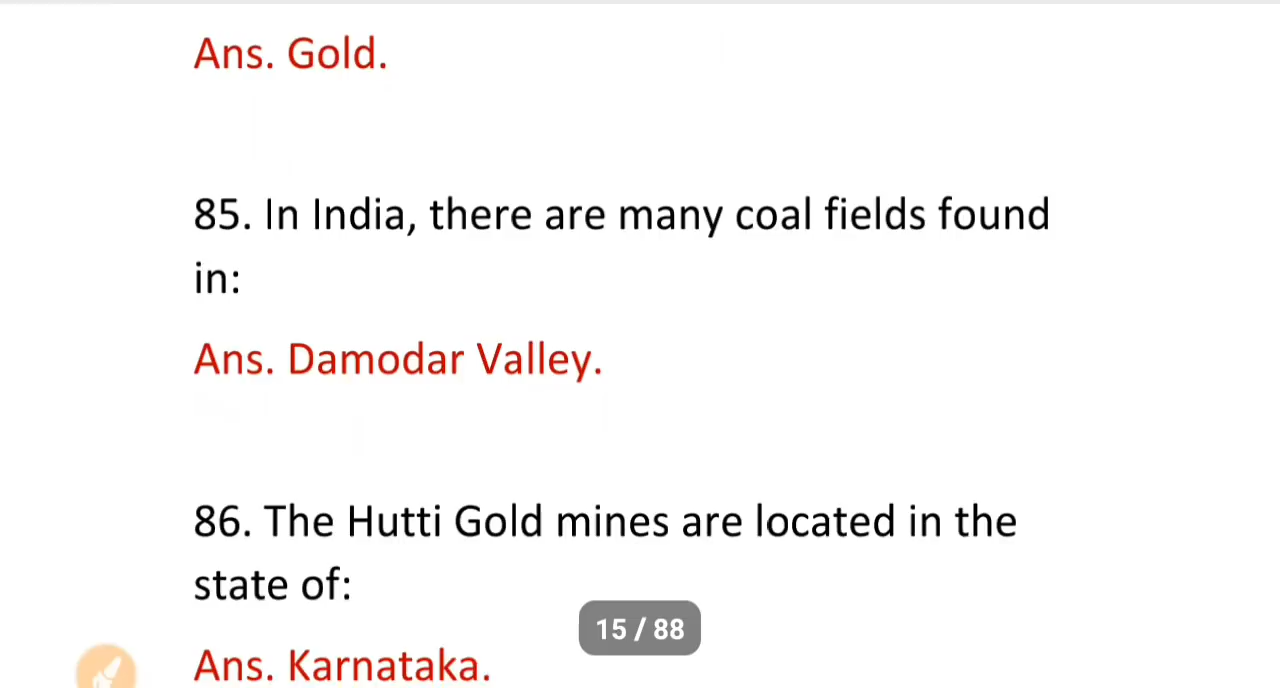 Ans. Gold.
85. In India, there are many coal fields found
in:
Ans. Damodar Valley.
86. The Hutti Gold mines are located in the
state of:
15 / 88
Ans. Karnataka.